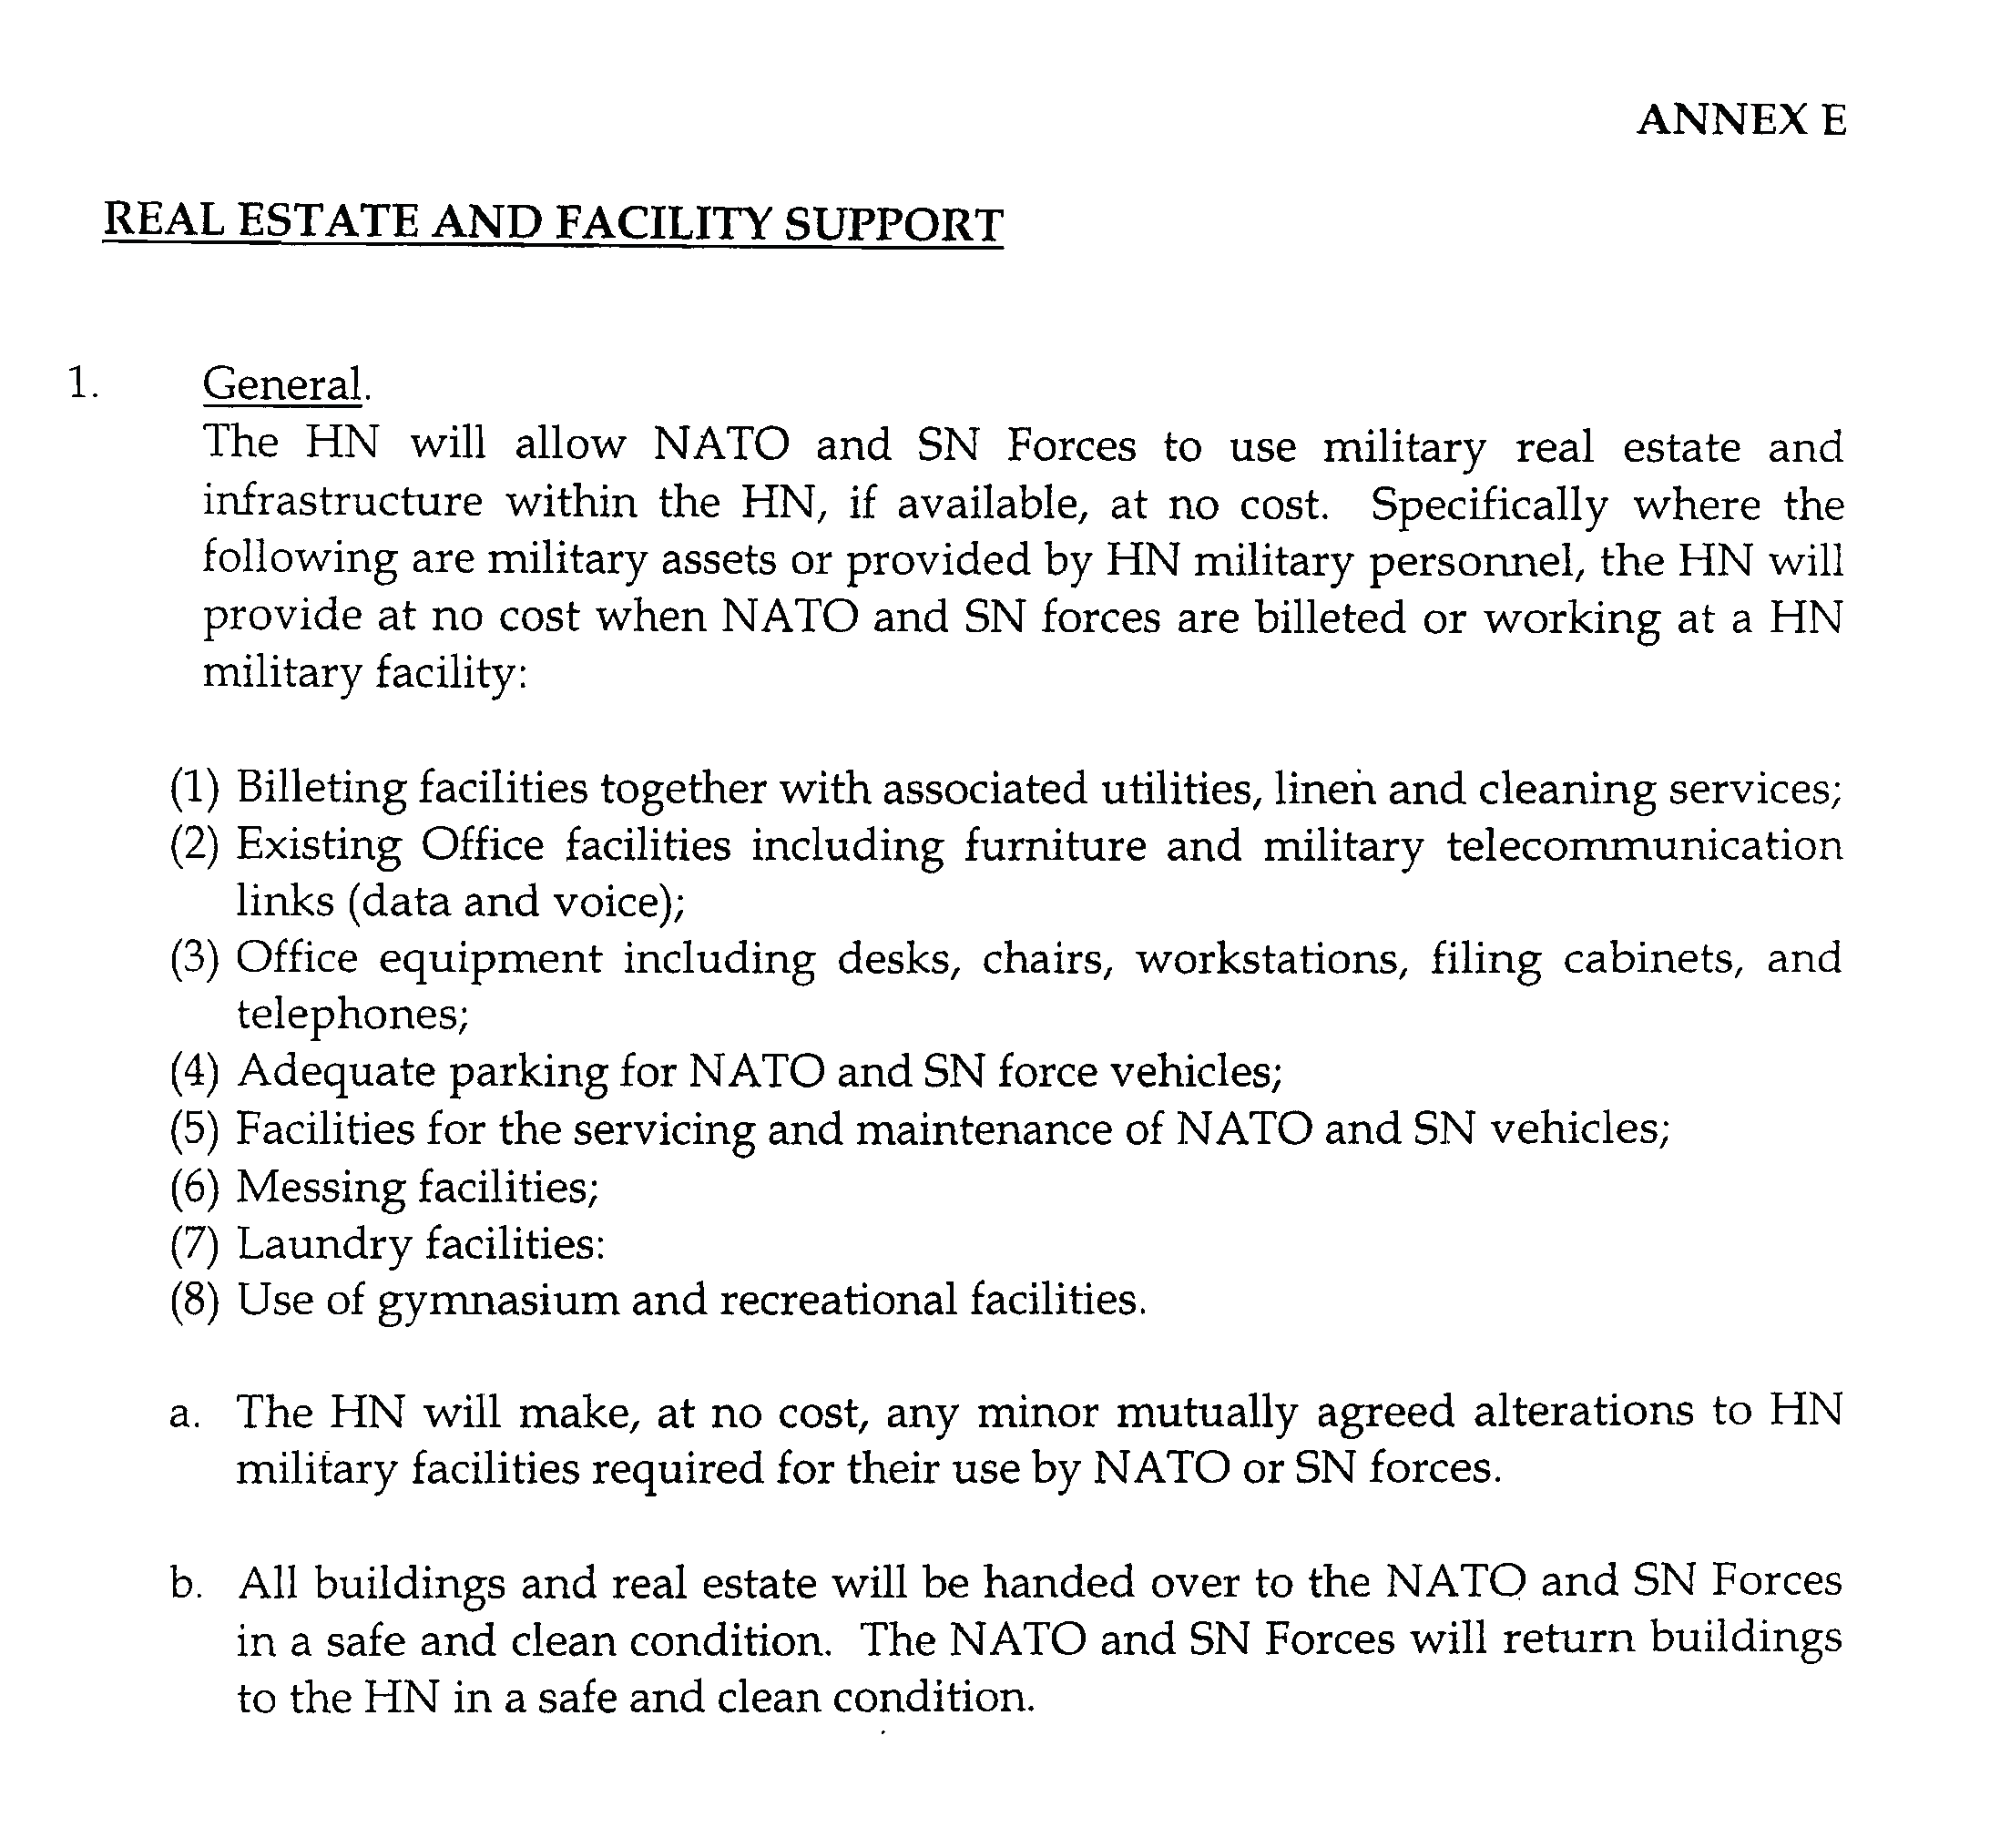 ANNEX E
REAL ESTATE AND FACILITY SUPPORT
1. General.
The HN will allow NATO and SN Forces to use military real estate and
infrastructure within the HN, if available, at no cost. Specifically where the
following are military assets or provided by HN military personnel, the HN will
provide at no cost when NATO and SN forces are billeted or working at a HN
military facility:
(1) Billeting facilities together with associated utilities, linen and cleaning services;
(2) Existing Office facilities including furniture and military telecommunication
links (data and voice);
(3) Office equipment including desks, chairs, workstations, filing cabinets, and
telephones;
(4) Adequate parking for NATO and SN force vehicles;
(5) Facilities for the servicing and maintenance of NATO and SN vehicles;
(6) Messing facilities;
(7) Laundry facilities:
(8) Use of gymnasium and recreational facilities.
a. The HN will make, at no cost, any minor mutually agreed alterations to HN
military facilities required for their use by NATO or SN forces.
b. All buildings and real estate will be handed over to the NATO and SN Forces
in a safe and clean condition. The NATO and SN Forces will return buildings
to the HN in a safe and clean condition.